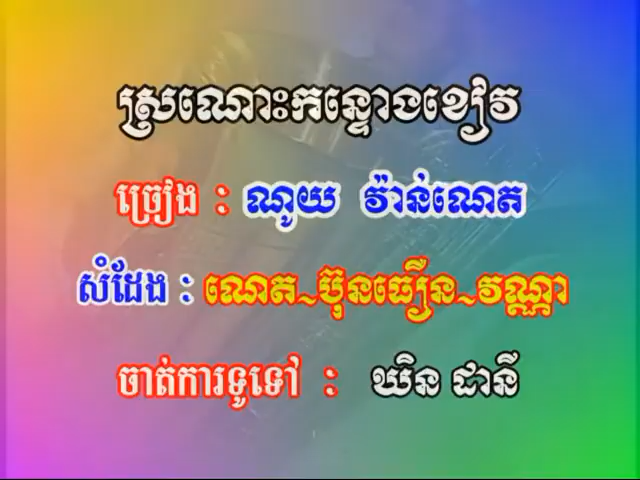 ស្រណោះកន្ទោងខៀវ
ច្រៀង : ណូយ វ៉ាន់ណេត
សំដែង : ណេត~ប៊ុនធឿន~វណ្ណា
ចាត់ការទូទៅ : ឃិន ដានី